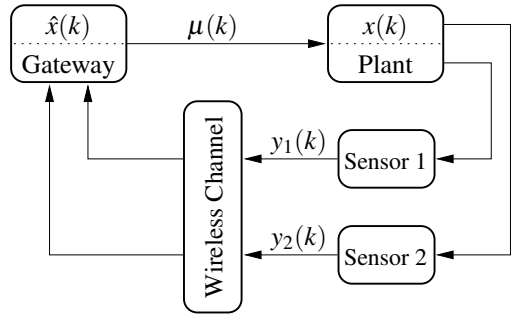 x̂(k)
Gateway
μ(k)
x(k)
Plant
Wireless Channel
y₁(k)
Sensor 1
y₂(k)
Sensor 2